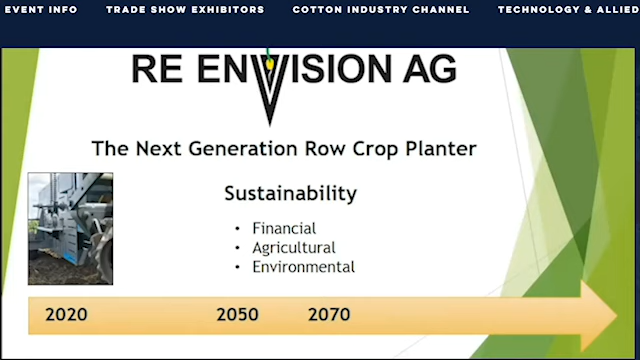 EVENT INFO TRADE SHOW EXHIBITORS COTTON INDUSTRY CHANNEL TECHNOLOGY & ALLIED
RE ENVISION AG
The Next Generation Row Crop Planter
Sustainability
• Financial
• Agricultural
• Environmental
2020 2050 2070